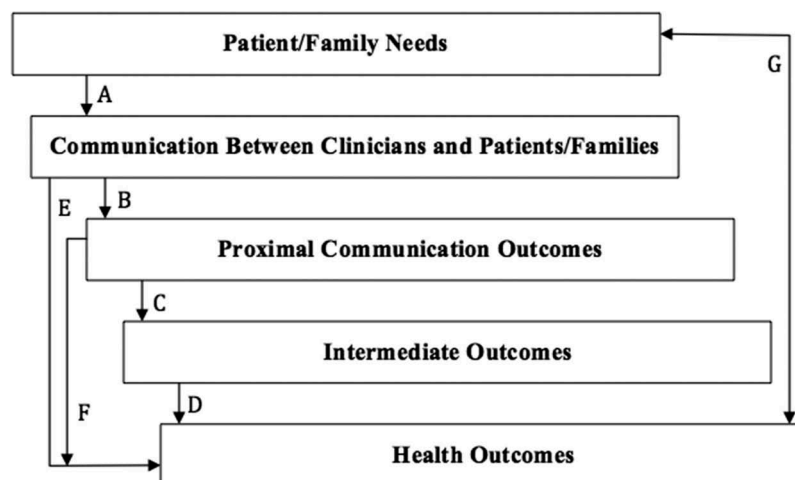 Patient/Family Needs
G
A
Communication Between Clinicians and Patients/Families
E
B
Proximal Communication Outcomes
C
Intermediate Outcomes
F
D
Health Outcomes